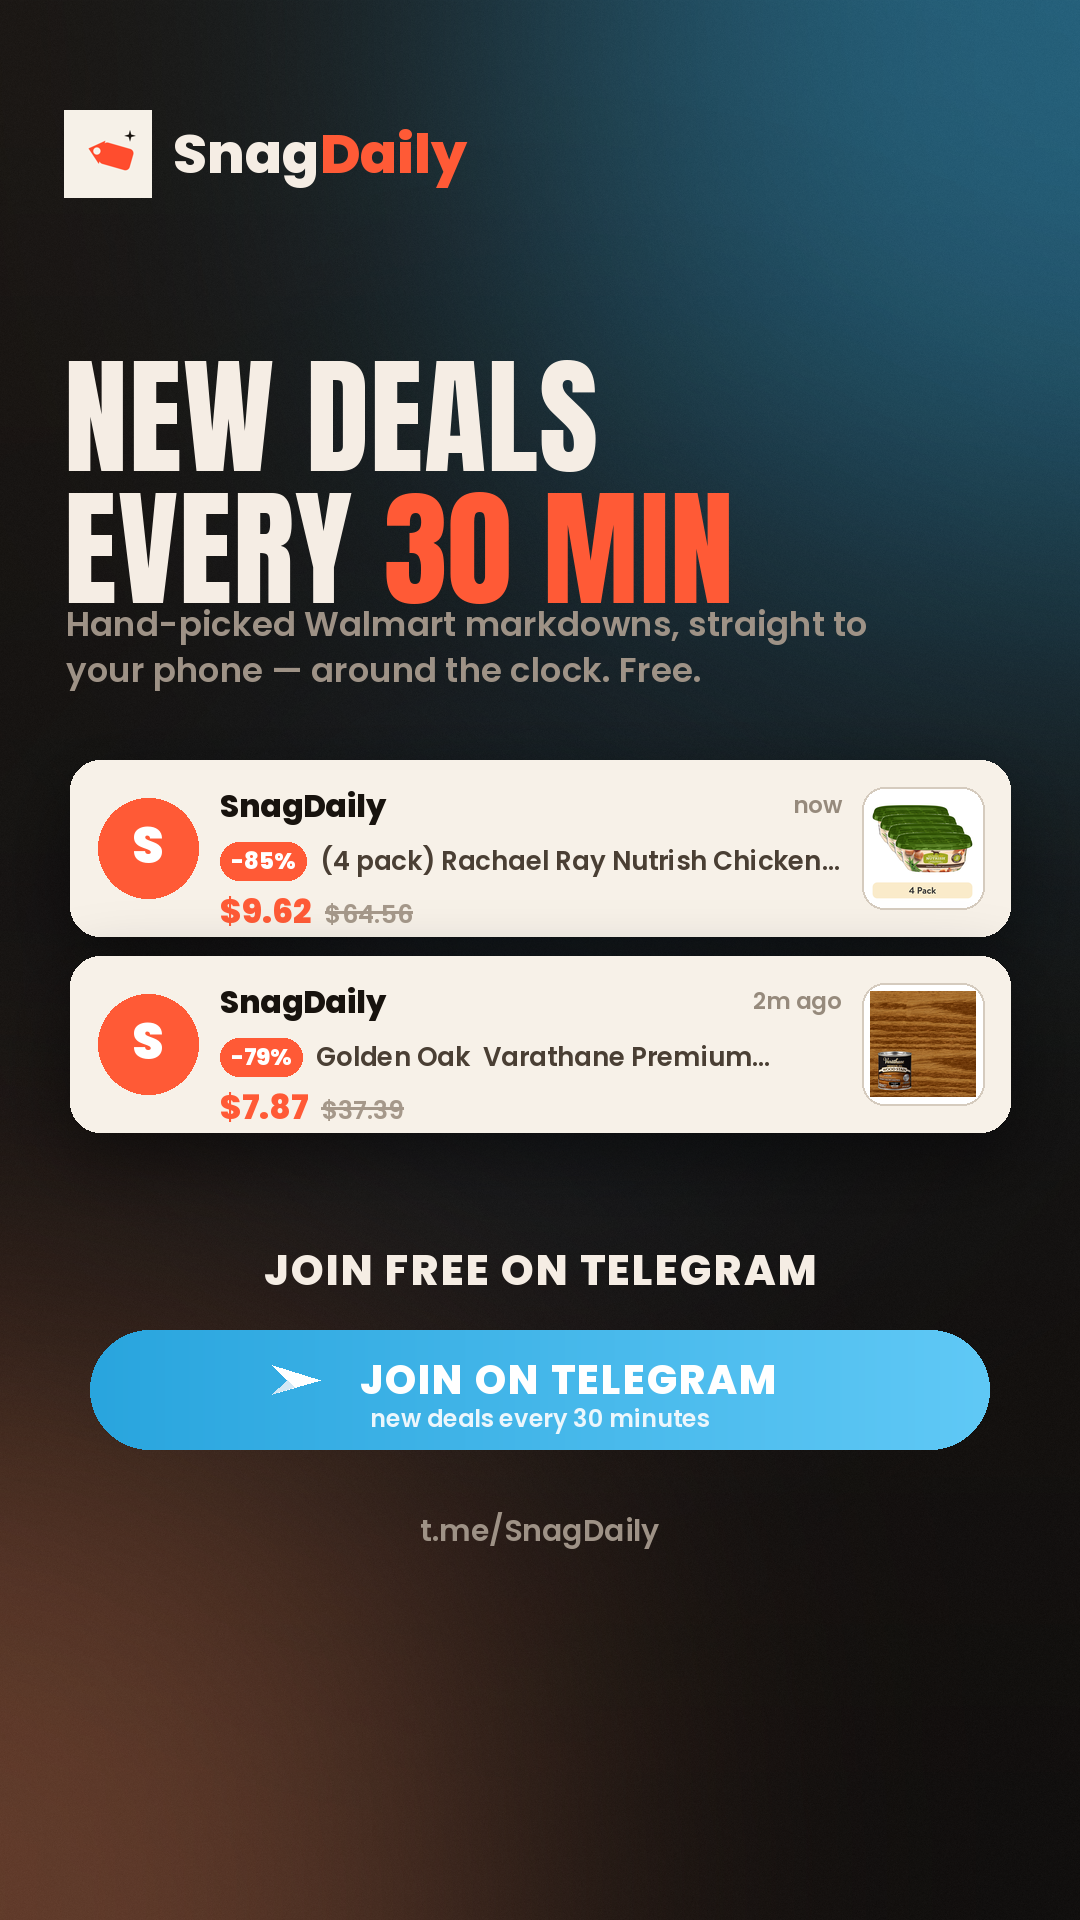 SnagDaily
NEW DEALS
EVERY 30 MIN
Hand-picked Walmart markdowns, straight to
your phone — around the clock. Free.
SnagDaily
now
S
-85% (4 pack) Rachael Ray Nutrish Chicken...
$9.62 $64.56
4 Pack
SnagDaily
2m ago
S
-79% Golden Oak Varathane Premium...
$7.87 $37.39
Varathane
JOIN FREE ON TELEGRAM
JOIN ON TELEGRAM
new deals every 30 minutes
t.me/SnagDaily